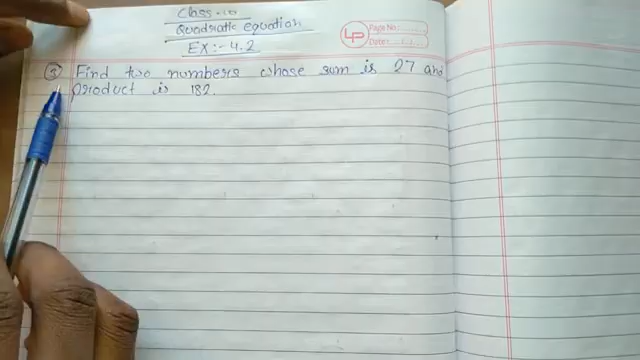 Class-10
Quadratic equation
EX:- 4.2
LP
Page No.:
Date:
③ Find two numbers whose sum is 27 and
product is 182.